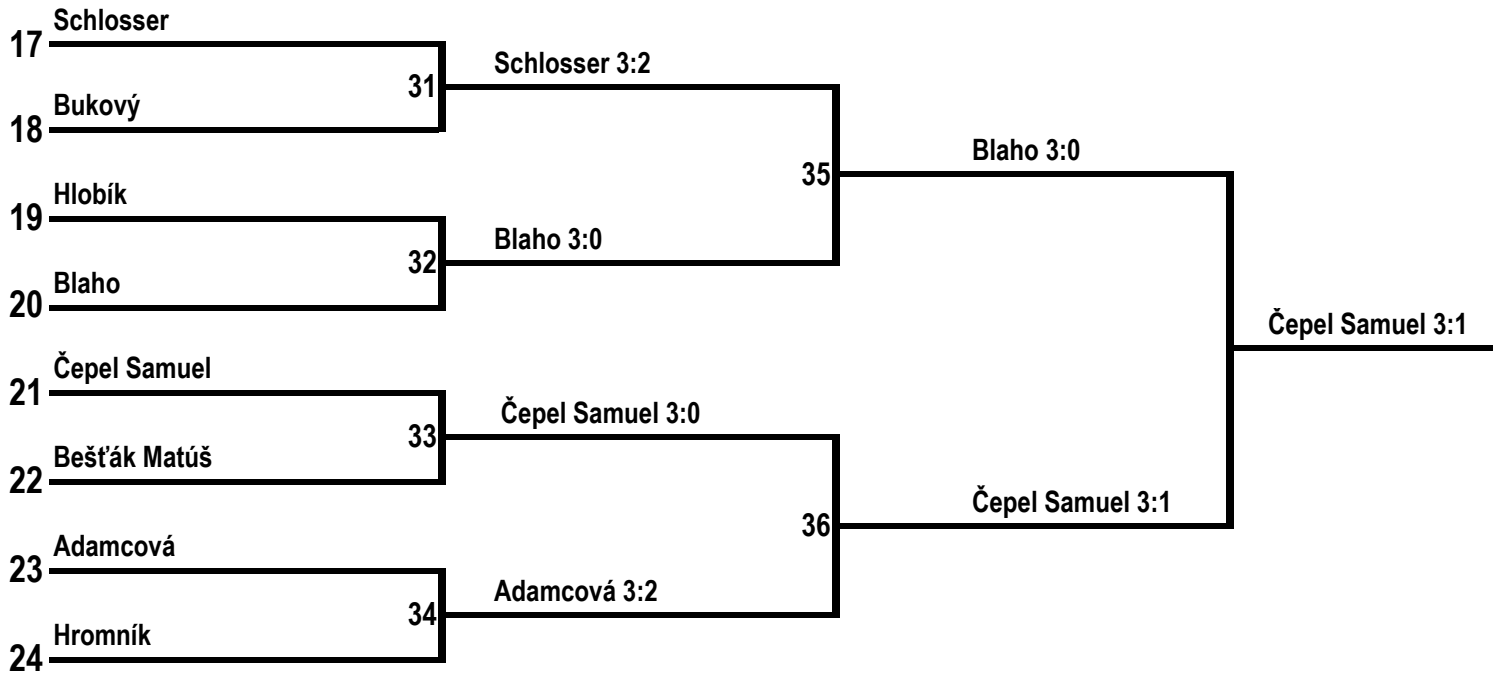 Schlosser
17
31
Schlosser 3:2
Bukový
18
35
Blaho 3:0
Hlobík
19
32
Blaho 3:0
Blaho
20
Čepel Samuel 3:1
Čepel Samuel
21
33
Čepel Samuel 3:0
Bešťák Matúš
22
36
Čepel Samuel 3:1
Adamcová
23
34
Adamcová 3:2
Hromník
24